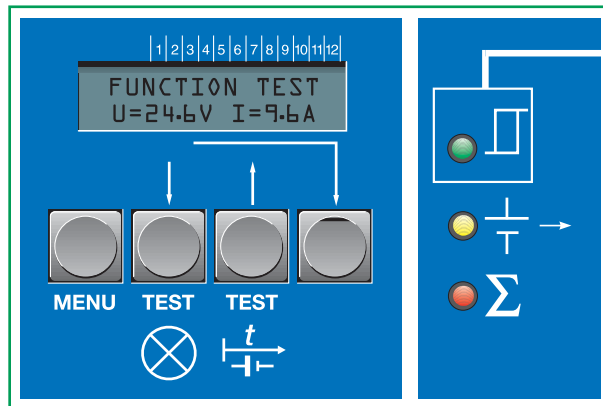 1 2 3 4 5 6 7 8 9 10 11 12
FUNCTION TEST
U=24.6V I=9.6A
MENU TEST TEST
t
Σ